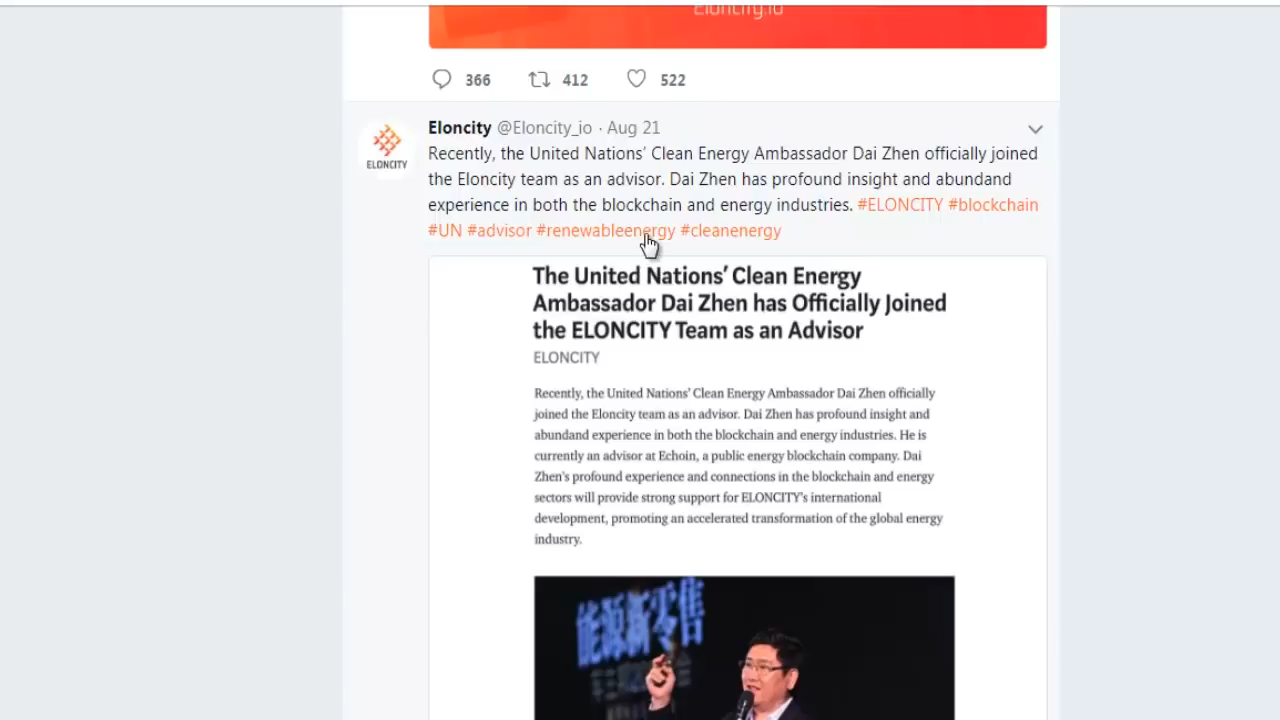 Eloncity.io
366 412 522
Eloncity @Eloncity_io · Aug 21
Recently, the United Nations’ Clean Energy Ambassador Dai Zhen officially joined
the Eloncity team as an advisor. Dai Zhen has profound insight and abundand
experience in both the blockchain and energy industries. #ELONCITY #blockchain
#UN #advisor #renewableenergy #cleanenergy
ELONCITY
The United Nations’ Clean Energy
Ambassador Dai Zhen has Officially Joined
the ELONCITY Team as an Advisor
ELONCITY
Recently, the United Nations’ Clean Energy Ambassador Dai Zhen officially
joined the Eloncity team as an advisor. Dai Zhen has profound insight and
abundand experience in both the blockchain and energy industries. He is
currently an advisor at Echoin, a public energy blockchain company. Dai
Zhen’s profound experience and connections in the blockchain and energy
sectors will provide strong support for ELONCITY’s international
development, promoting an accelerated transformation of the global energy
industry.
能源新零售